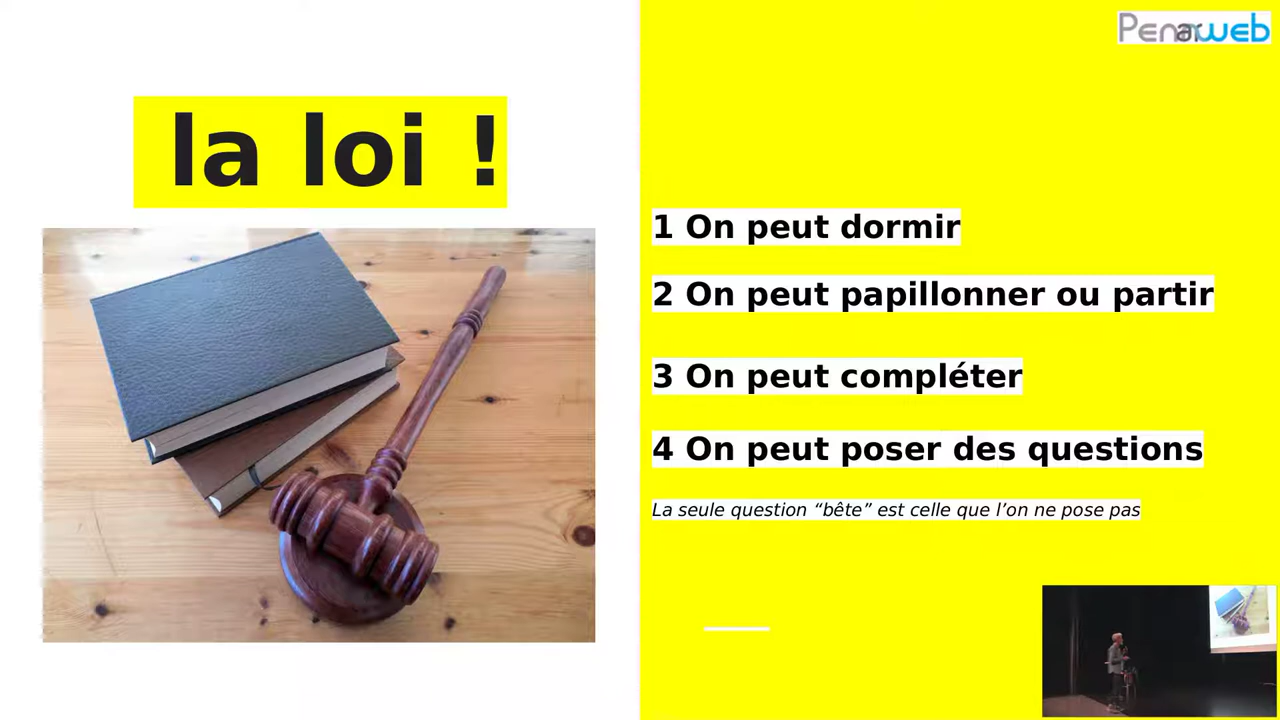 Penarweb
la loi !
1 On peut dormir
2 On peut papillonner ou partir
3 On peut compléter
4 On peut poser des questions
La seule question “bête” est celle que l’on ne pose pas